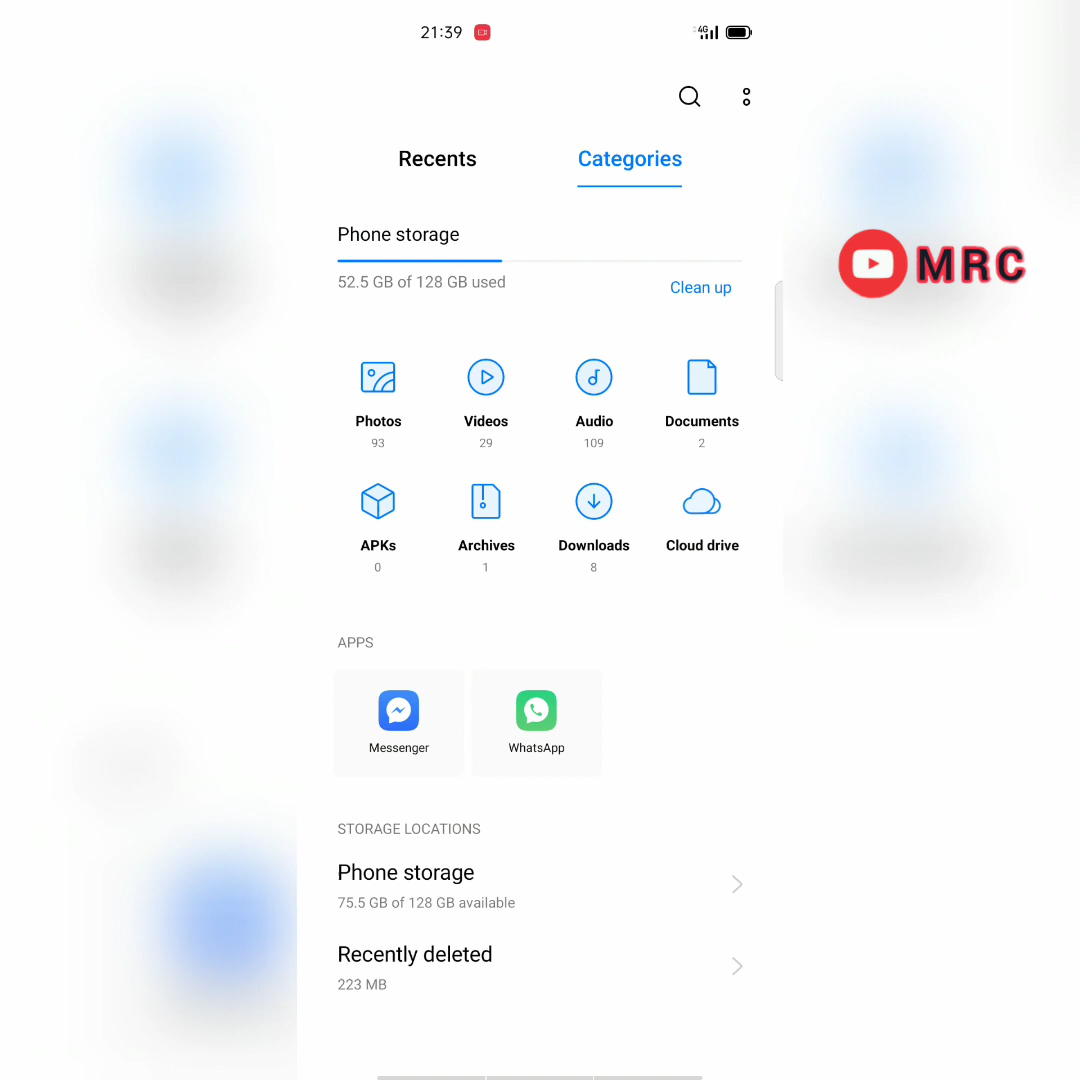 21:39
4G
Recents Categories
Phone storage
52.5 GB of 128 GB used
Clean up
MRC
Photos Videos Audio Documents
93 29 109 2
APKs Archives Downloads Cloud drive
0 1 8
APPS
Messenger WhatsApp
STORAGE LOCATIONS
Phone storage
75.5 GB of 128 GB available
Recently deleted
223 MB